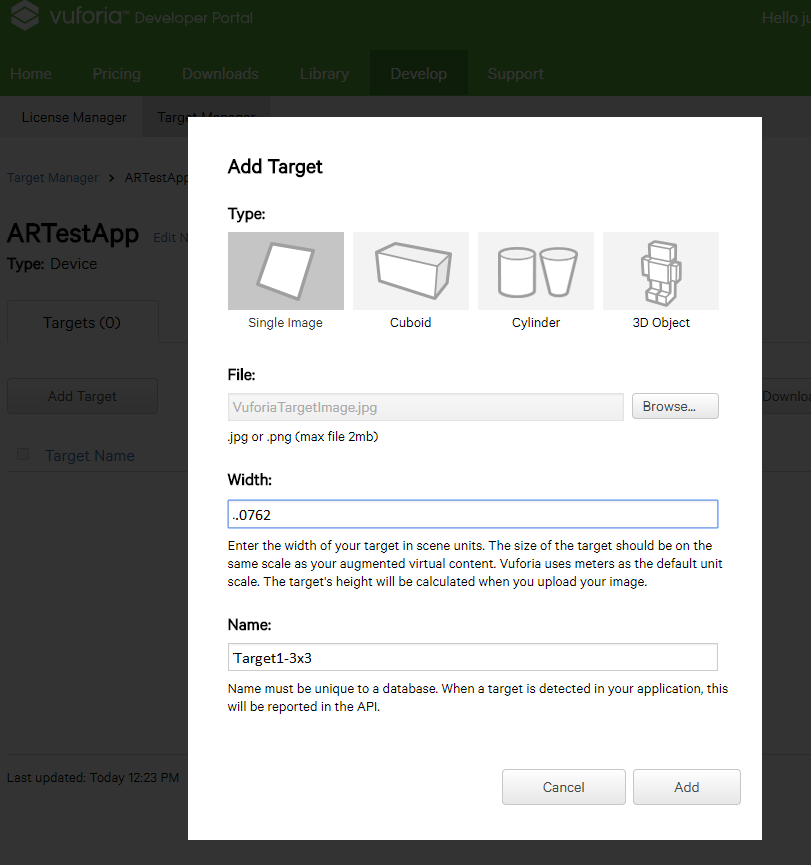 vuforia™ Developer Portal
Hello ju
Home Pricing Downloads Library Develop Support
License Manager Target Manager
Target Manager > ARTestApp
ARTestApp Edit N
Type: Device
Targets (0)
Add Target
Downloa
Target Name
Last updated: Today 12:23 PM
Add Target
Type:
Single Image Cuboid Cylinder 3D Object
File:
VuforiaTargetImage.jpg Browse...
.jpg or .png (max file 2mb)
Width:
..0762
Enter the width of your target in scene units. The size of the target should be on the
same scale as your augmented virtual content. Vuforia uses meters as the default unit
scale. The target's height will be calculated when you upload your image.
Name:
Target1-3x3
Name must be unique to a database. When a target is detected in your application, this
will be reported in the API.
Cancel Add